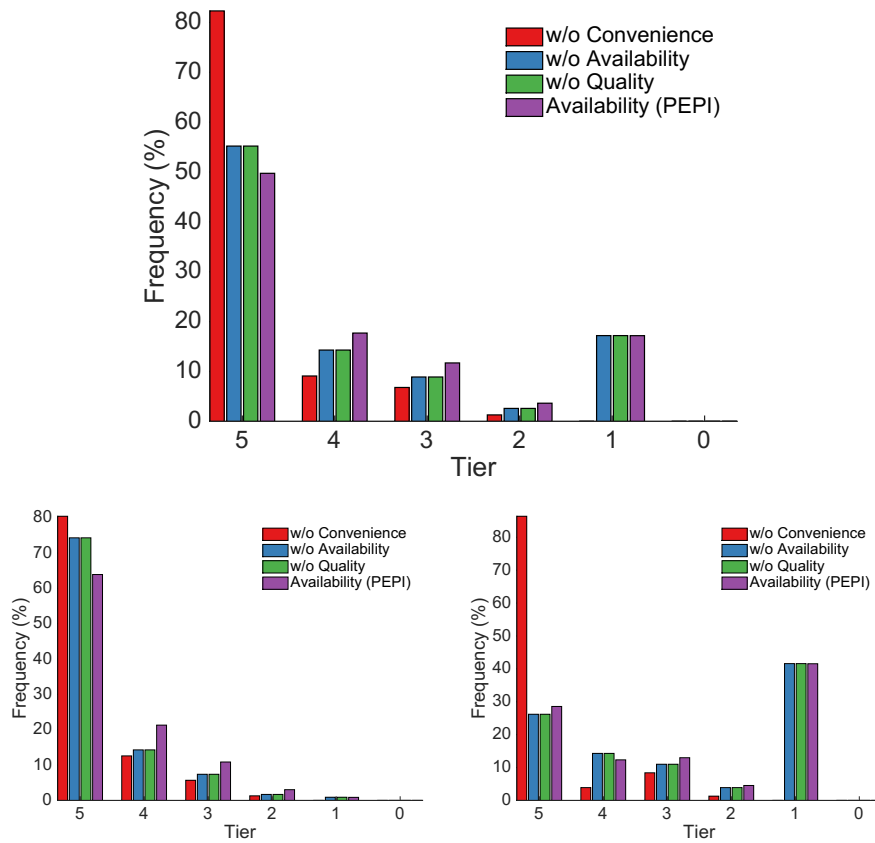 80
70
60
50
40
30
20
10
0
Frequency (%)
w/o Convenience
w/o Availability
w/o Quality
Availability (PEPI)
5 4 3 2 1 0
Tier
80
70
60
50
40
30
20
10
0
Frequency (%)
w/o Convenience
w/o Availability
w/o Quality
Availability (PEPI)
5 4 3 2 1 0
Tier
80
70
60
50
40
30
20
10
0
Frequency (%)
w/o Convenience
w/o Availability
w/o Quality
Availability (PEPI)
5 4 3 2 1 0
Tier